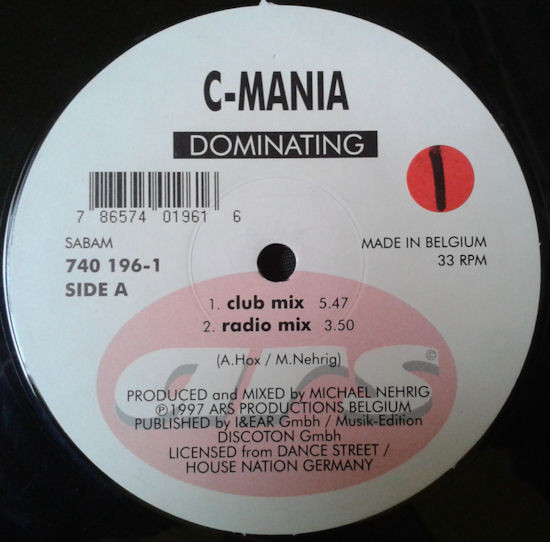 C-MANIA
DOMINATING
1
7 86574 01961 6
SABAM
740 196-1
SIDE A
MADE IN BELGIUM
33 RPM
1. club mix 5.47
2. radio mix 3.50
(A.Hox / M.Nehrig)
ars ©
PRODUCED and MIXED by MICHAEL NEHRIG
℗1997 ARS PRODUCTIONS BELGIUM
PUBLISHED by I&EAR Gmbh / Musik-Edition
DISCOTON Gmbh
LICENSED from DANCE STREET /
HOUSE NATION GERMANY